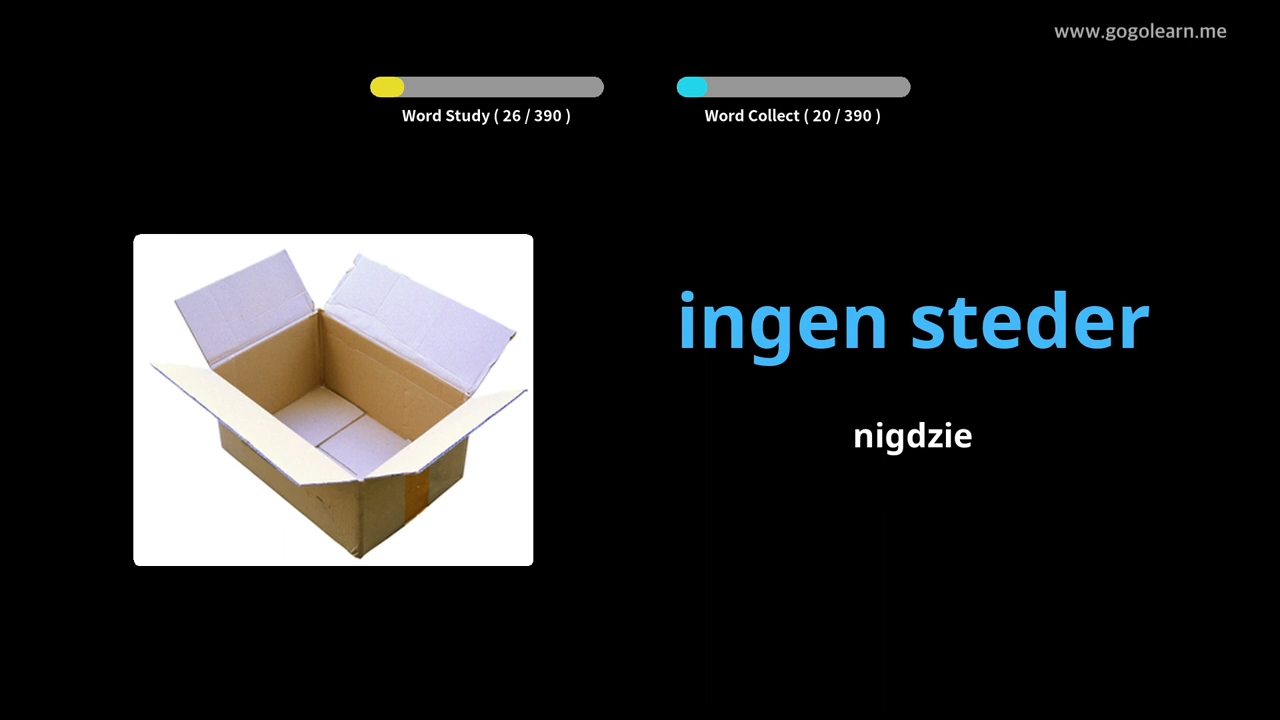 www.gogolearn.me
Word Study ( 26 / 390 )
Word Collect ( 20 / 390 )
ingen steder
nigdzie